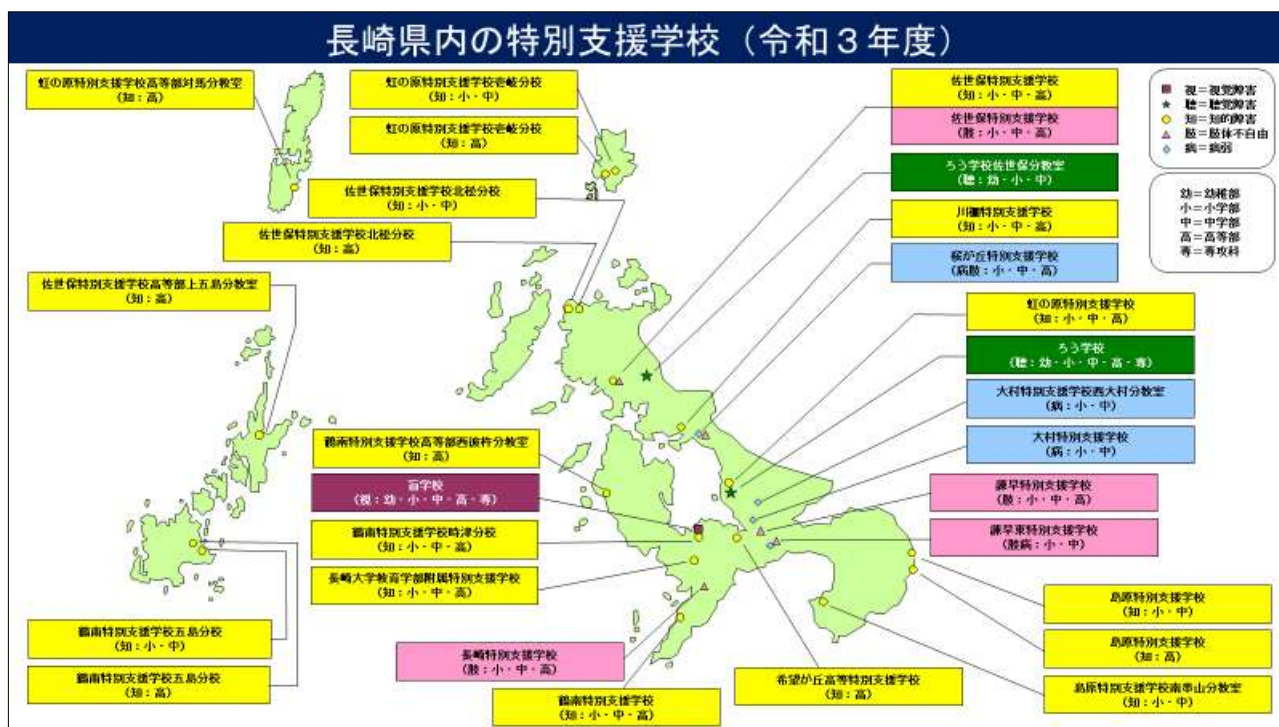 長崎県内の特別支援学校（令和３年度）
虹の原特別支援学校高等部対馬分教室
（知：高）
虹の原特別支援学校壱岐分校
（知：小・中）
虹の原特別支援学校壱岐分校
（知：高）
佐世保特別支援学校北松分校
（知：小・中）
佐世保特別支援学校北松分校
（知：高）
佐世保特別支援学校高等部上五島分教室
（知：高）
佐世保特別支援学校
（知：小・中・高）
佐世保特別支援学校
（肢：小・中・高）
ろう学校佐世保分教室
（聴：幼・小・中）
川棚特別支援学校
（知：小・中・高）
桜が丘特別支援学校
（病肢：小・中・高）
虹の原特別支援学校
（知：小・中・高）
ろう学校
（聴：幼・小・中・高・専）
大村特別支援学校西大村分教室
（病：小・中）
大村特別支援学校
（病：小・中）
諫早特別支援学校
（肢：小・中・高）
諫早東特別支援学校
（肢病：小・中）
島原特別支援学校
（知：小・中）
島原特別支援学校
（知：高）
島原特別支援学校南串山分教室
（知：小・中）
視＝視覚障害
聴＝聴覚障害
知＝知的障害
肢＝肢体不自由
病＝病弱
幼＝幼稚部
小＝小学部
中＝中学部
高＝高等部
専＝専攻科
鶴南特別支援学校高等部西彼杵分教室
（知：高）
盲学校
（視：幼・小・中・高・専）
鶴南特別支援学校時津分校
（知：小・中・高）
長崎大学教育学部附属特別支援学校
（知：小・中・高）
鶴南特別支援学校五島分校
（知：小・中）
鶴南特別支援学校五島分校
（知：高）
長崎特別支援学校
（肢：小・中・高）
鶴南特別支援学校
（知：小・中・高）
希望が丘高等特別支援学校
（知：高）